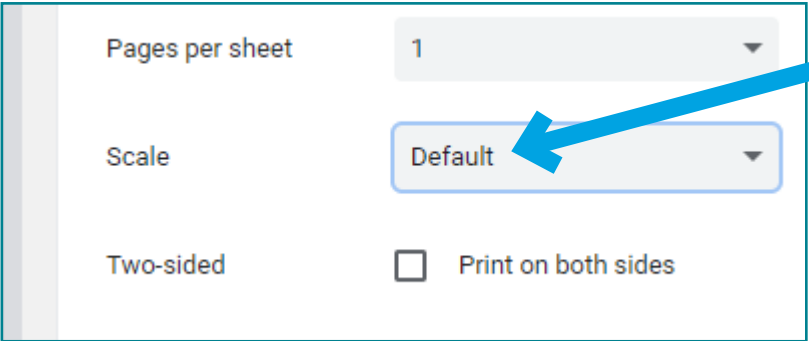 Pages per sheet 1
Scale Default
Two-sided Print on both sides